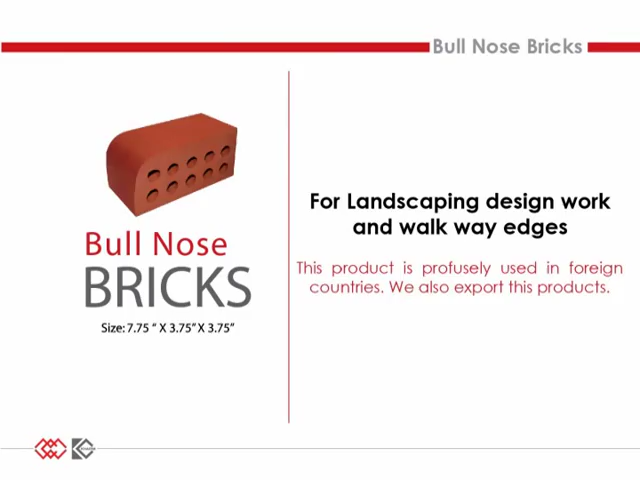 Bull Nose Bricks
Bull Nose
BRICKS
Size: 7.75 " X 3.75" X 3.75"
For Landscaping design work
and walk way edges
This product is profusely used in foreign
countries. We also export this products.